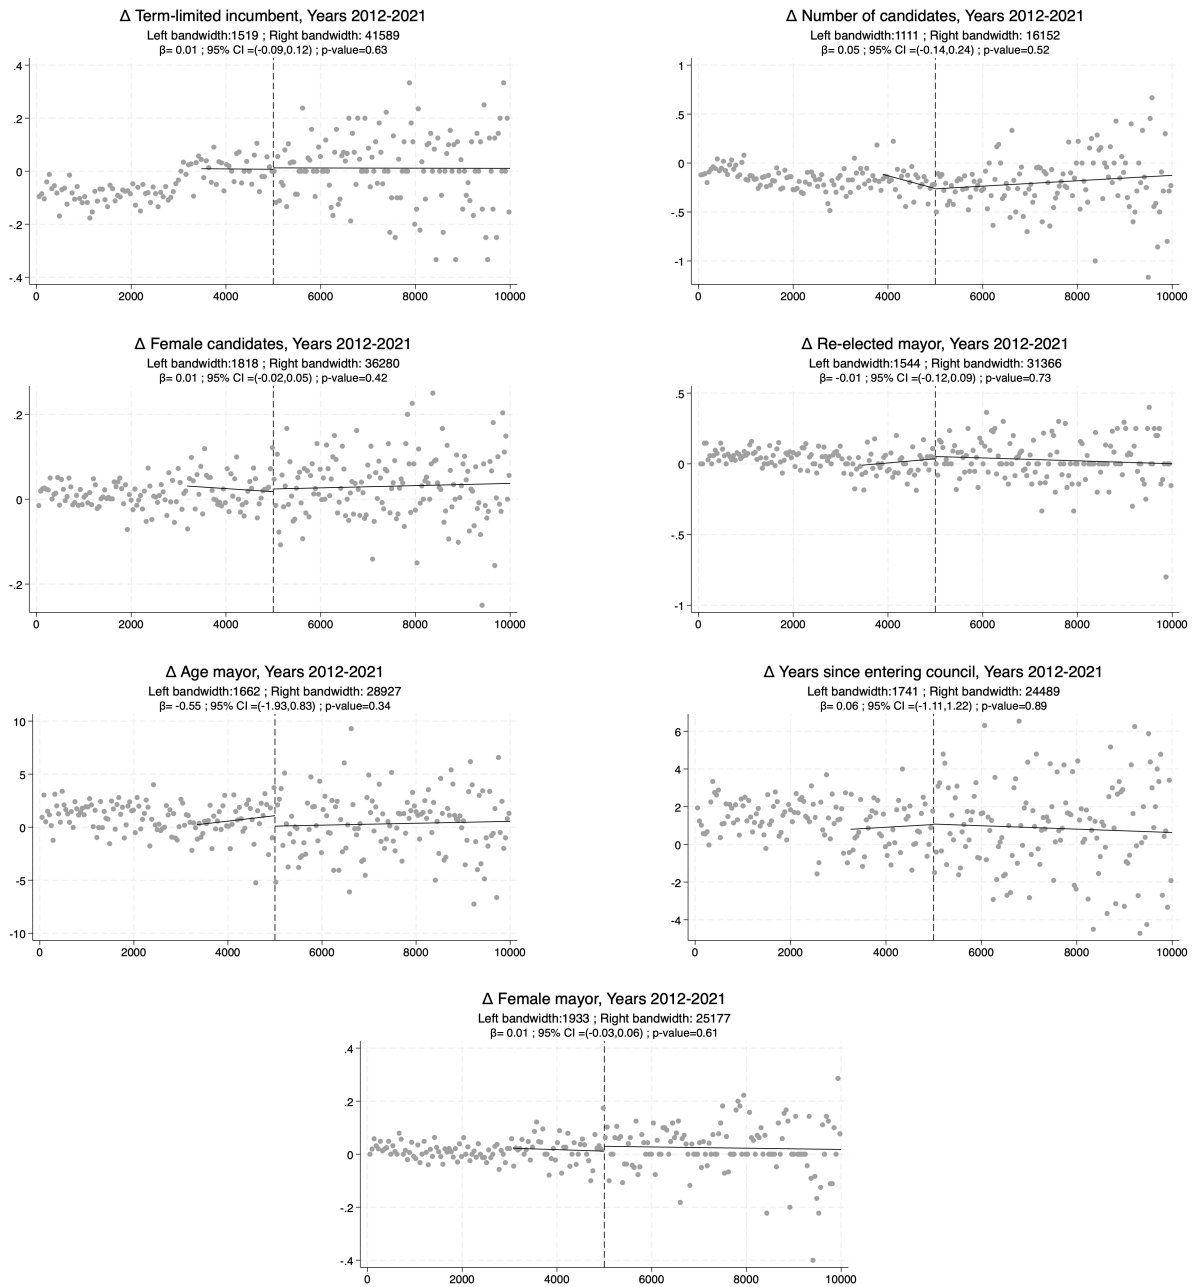 Δ Term-limited incumbent, Years 2012-2021
Left bandwidth:1519 ; Right bandwidth: 41589
β= 0.01 ; 95% CI =(-0.09,0.12) ; p-value=0.63
.4
.2
0
-.2
-.4
0 2000 4000 6000 8000 10000
Δ Number of candidates, Years 2012-2021
Left bandwidth:1111 ; Right bandwidth: 16152
β= 0.05 ; 95% CI =(-0.14,0.24) ; p-value=0.52
1
.5
0
-.5
-1
0 2000 4000 6000 8000 10000
Δ Female candidates, Years 2012-2021
Left bandwidth:1818 ; Right bandwidth: 36280
β= 0.01 ; 95% CI =(-0.02,0.05) ; p-value=0.42
.2
0
-.2
0 2000 4000 6000 8000 10000
Δ Re-elected mayor, Years 2012-2021
Left bandwidth:1544 ; Right bandwidth: 31366
β= -0.01 ; 95% CI =(-0.12,0.09) ; p-value=0.73
.5
0
-.5
-1
0 2000 4000 6000 8000 10000
Δ Age mayor, Years 2012-2021
Left bandwidth:1662 ; Right bandwidth: 28927
β= -0.55 ; 95% CI =(-1.93,0.83) ; p-value=0.34
10
5
0
-5
-10
0 2000 4000 6000 8000 10000
Δ Years since entering council, Years 2012-2021
Left bandwidth:1741 ; Right bandwidth: 24489
β= 0.06 ; 95% CI =(-1.11,1.22) ; p-value=0.89
6
4
2
0
-2
-4
0 2000 4000 6000 8000 10000
Δ Female mayor, Years 2012-2021
Left bandwidth:1933 ; Right bandwidth: 25177
β= 0.01 ; 95% CI =(-0.03,0.06) ; p-value=0.61
.4
.2
0
-.2
-.4
0 2000 4000 6000 8000 10000